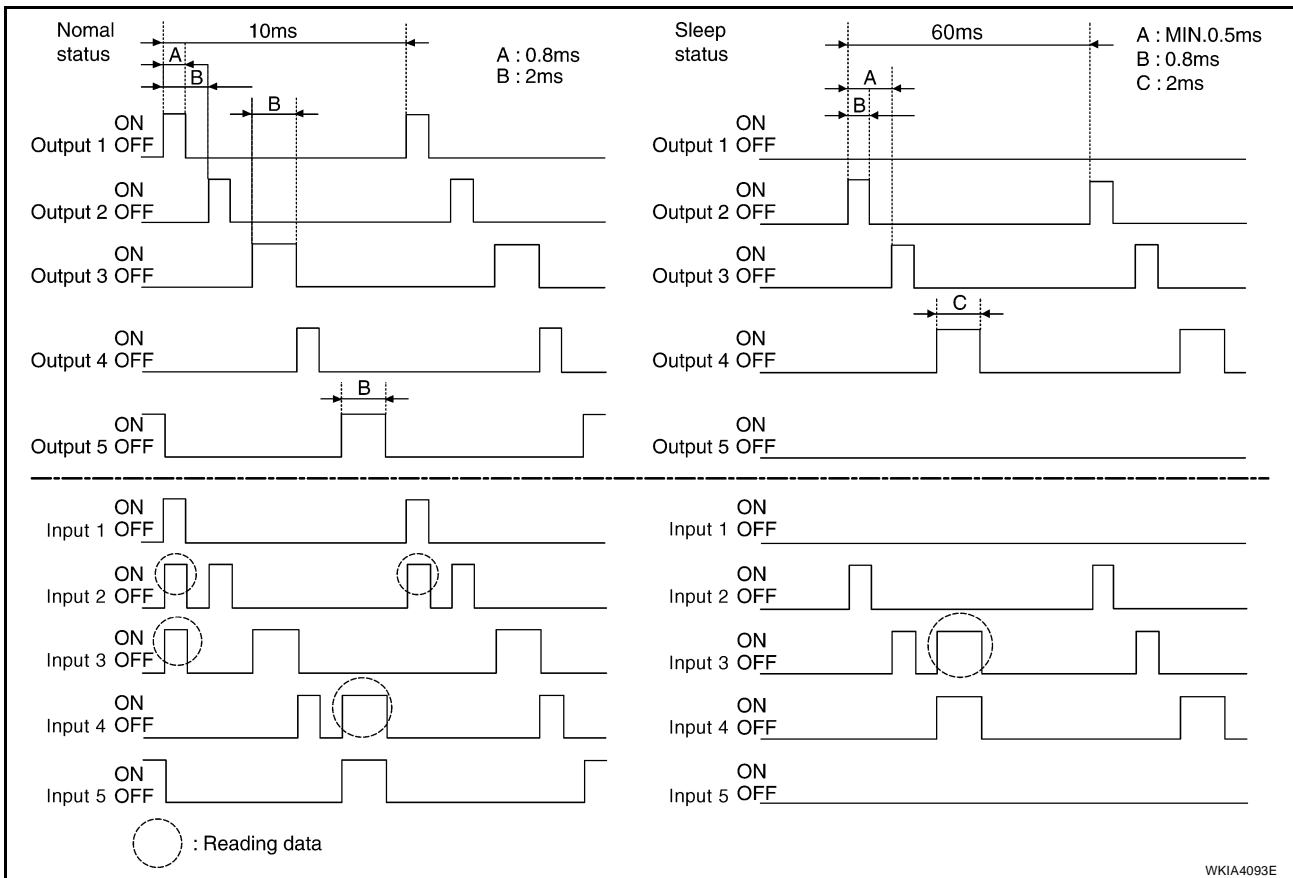 Nomal
status
10ms
A
B
B
A : 0.8ms
B : 2ms
ON
Output 1 OFF
ON
Output 2 OFF
ON
Output 3 OFF
ON
Output 4 OFF
B
ON
Output 5 OFF
Sleep
status
60ms
A
B
A : MIN.0.5ms
B : 0.8ms
C : 2ms
ON
Output 1 OFF
ON
Output 2 OFF
ON
Output 3 OFF
C
ON
Output 4 OFF
ON
Output 5 OFF
ON
Input 1 OFF
ON
Input 2 OFF
ON
Input 3 OFF
ON
Input 4 OFF
ON
Input 5 OFF
ON
Input 1 OFF
ON
Input 2 OFF
ON
Input 3 OFF
ON
Input 4 OFF
ON
Input 5 OFF
: Reading data
WKIA4093E